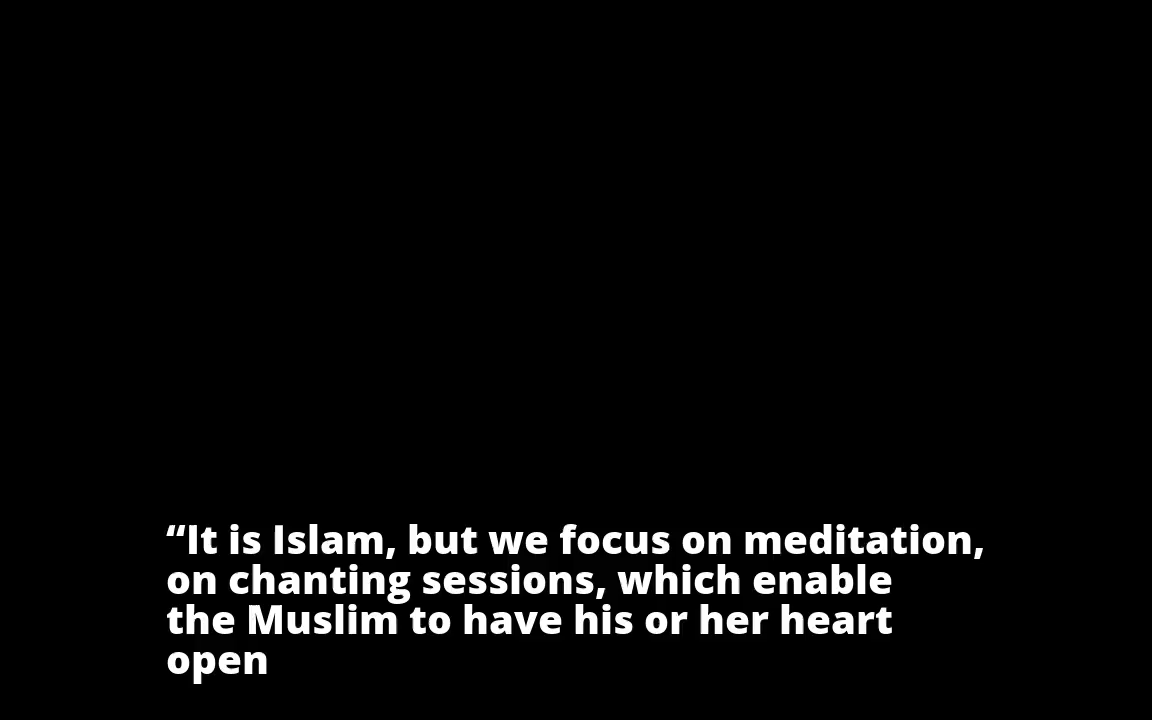 “It is Islam, but we focus on meditation,
on chanting sessions, which enable
the Muslim to have his or her heart
open